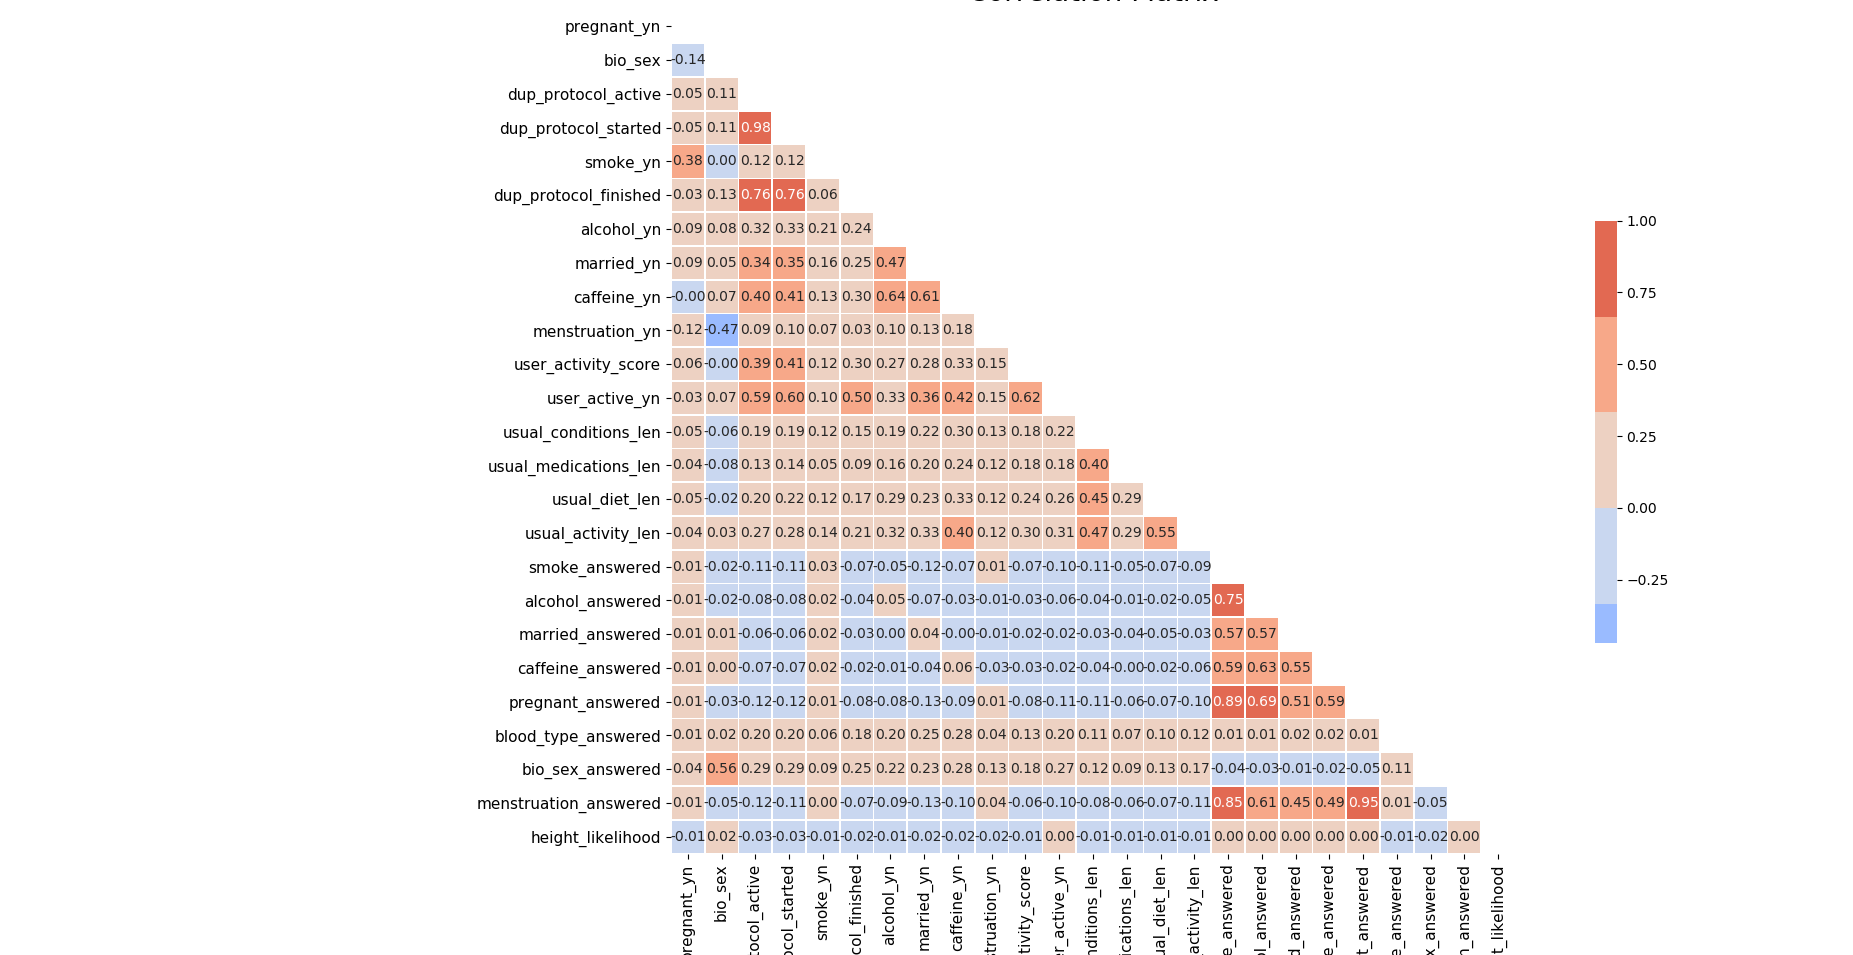 Correlation Matrix
pregnant_yn
bio_sex -0.14
dup_protocol_active 0.05 0.11
dup_protocol_started 0.05 0.11 0.98
smoke_yn 0.38 0.00 0.12 0.12
dup_protocol_finished 0.03 0.13 0.76 0.76 0.06
alcohol_yn 0.09 0.08 0.32 0.33 0.21 0.24
married_yn 0.09 0.05 0.34 0.35 0.16 0.25 0.47
caffeine_yn -0.00 0.07 0.40 0.41 0.13 0.30 0.64 0.61
menstruation_yn 0.12 -0.47 0.09 0.10 0.07 0.03 0.10 0.13 0.18
user_activity_score 0.06 -0.00 0.39 0.41 0.12 0.30 0.27 0.28 0.33 0.15
user_active_yn 0.03 0.07 0.59 0.60 0.10 0.50 0.33 0.36 0.42 0.15 0.62
usual_conditions_len 0.05 -0.06 0.19 0.19 0.12 0.15 0.19 0.22 0.30 0.13 0.18 0.22
usual_medications_len 0.04 -0.08 0.13 0.14 0.05 0.09 0.16 0.20 0.24 0.12 0.18 0.18 0.40
usual_diet_len 0.05 -0.02 0.20 0.22 0.12 0.17 0.29 0.23 0.33 0.12 0.24 0.26 0.45 0.29
usual_activity_len 0.04 0.03 0.27 0.28 0.14 0.21 0.32 0.33 0.40 0.12 0.30 0.31 0.47 0.29 0.55
smoke_answered 0.01 -0.02 -0.11 -0.11 0.03 -0.07 -0.05 -0.12 -0.07 0.01 -0.07 -0.10 -0.11 -0.05 -0.07 -0.09
alcohol_answered 0.01 -0.02 -0.08 -0.08 0.02 -0.04 0.05 -0.07 -0.03 -0.01 -0.03 -0.06 -0.04 -0.01 -0.02 -0.05 0.75
married_answered 0.01 0.01 -0.06 -0.06 0.02 -0.03 0.00 0.04 -0.00 -0.01 -0.02 -0.02 -0.03 -0.04 -0.05 -0.03 0.57 0.57
caffeine_answered 0.01 0.00 -0.07 -0.07 0.02 -0.02 -0.01 -0.04 0.06 -0.03 -0.03 -0.02 -0.04 -0.00 -0.02 -0.06 0.59 0.63 0.55
pregnant_answered 0.01 -0.03 -0.12 -0.12 0.01 -0.08 -0.08 -0.13 -0.09 0.01 -0.08 -0.11 -0.11 -0.06 -0.07 -0.10 0.89 0.69 0.51 0.59
blood_type_answered 0.01 0.02 0.20 0.20 0.06 0.18 0.20 0.25 0.28 0.04 0.13 0.20 0.11 0.07 0.10 0.12 0.01 0.01 0.02 0.02 0.01
bio_sex_answered 0.04 0.56 0.29 0.29 0.09 0.25 0.22 0.23 0.28 0.13 0.18 0.27 0.12 0.09 0.13 0.17 -0.04 -0.03 -0.01 -0.02 -0.05 0.11
menstruation_answered 0.01 -0.05 -0.12 -0.11 0.00 -0.07 -0.09 -0.13 -0.10 0.04 -0.06 -0.10 -0.08 -0.06 -0.07 -0.11 0.85 0.61 0.45 0.49 0.95 0.01 -0.05
height_likelihood -0.01 0.02 -0.03 -0.03 -0.01 -0.02 -0.01 -0.02 -0.02 -0.02 -0.01 0.00 -0.01 -0.01 -0.01 -0.01 0.00 0.00 0.00 0.00 0.00 -0.01 -0.02 0.00
pregnant_yn
bio_sex
tocol_active
ocol_started
smoke_yn
col_finished
alcohol_yn
married_yn
caffeine_yn
struation_yn
tivity_score
er_active_yn
nditions_len
ications_len
ual_diet_len
activity_len
e_answered
ol_answered
d_answered
e_answered
t_answered
e_answered
x_answered
n_answered
t_likelihood
1.00
0.75
0.50
0.25
0.00
−0.25